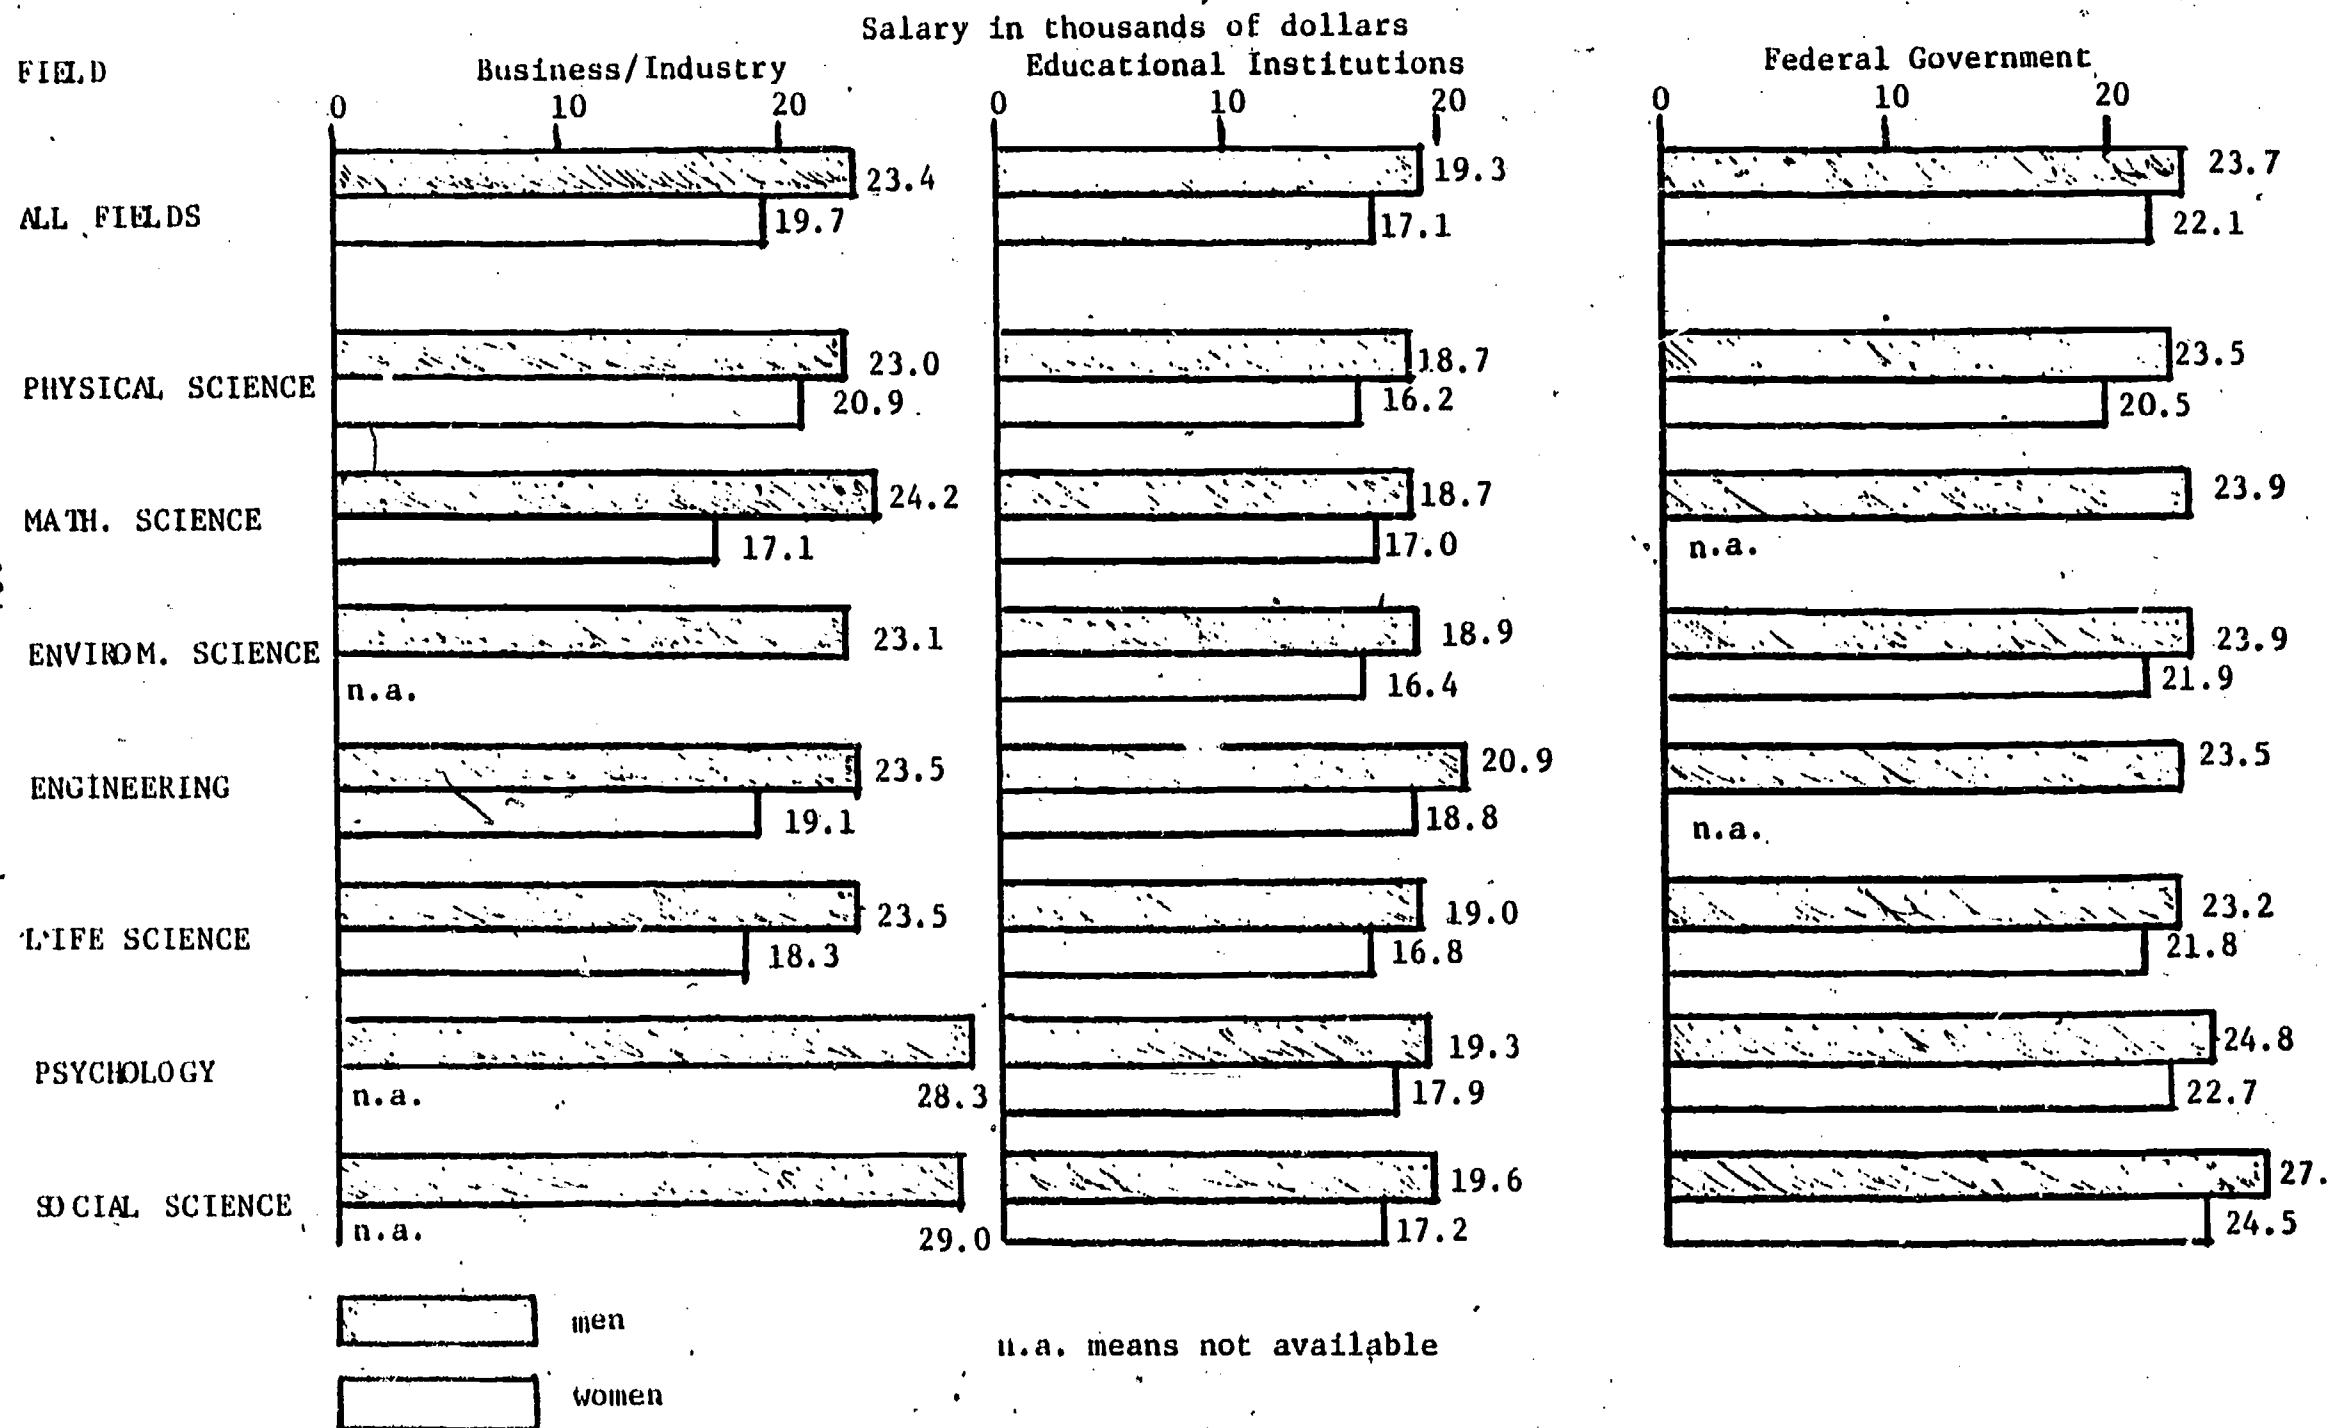 Salary in thousands of dollars
FIELD Business/Industry Educational Institutions Federal Government
0 10 20 0 10 20 0 10 20
23.4 19.3 23.7
ALL FIELDS 19.7 17.1 22.1
23.0 18.7 23.5
PHYSICAL SCIENCE 20.9 16.2 20.5
24.2 18.7 23.9
MATH. SCIENCE 17.1 17.0 n.a.
23.1 18.9 23.9
ENVIROM. SCIENCE n.a. 16.4 21.9
23.5 20.9 23.5
ENGINEERING 19.1 18.8 n.a.
23.5 19.0 23.2
LIFE SCIENCE 18.3 16.8 21.8
19.3 24.8
PSYCHOLOGY n.a. 28.3 17.9 22.7
19.6 27.
SOCIAL SCIENCE n.a. 29.0 17.2 24.5
men
n.a. means not available
women